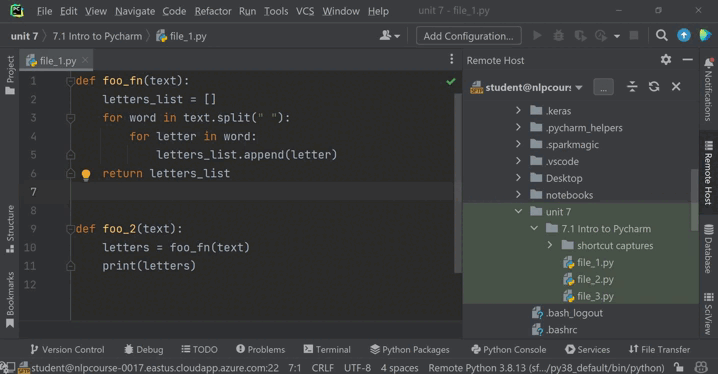 File Edit View Navigate Code Refactor Run Tools VCS Window Help unit 7 - file_1.py
unit 7 7.1 Intro to Pycharm file_1.py Add Configuration...
Project
file_1.py
1 def foo_fn(text):
2 letters_list = []
3 for word in text.split(" "):
4 for letter in word:
5 letters_list.append(letter)
6 return letters_list
7
8
9 def foo_2(text):
10 letters = foo_fn(text)
11 print(letters)
12
Structure
Bookmarks
Remote Host
student@nlpcours ...
.keras
.pycharm_helpers
.sparkmagic
.vscode
Desktop
notebooks
unit 7
7.1 Intro to Pycharm
shortcut captures
file_1.py
file_2.py
file_3.py
.bash_logout
.bashrc
Notifications
Remote Host
Database
SciView
Version Control Debug TODO Problems Terminal Python Packages Python Console Services File Transfer
student@nlpcourse-0017.eastus.cloudapp.azure.com:22 7:1 CRLF UTF-8 4 spaces Remote Python 3.8.13 (sf.../py38_default/bin/python)